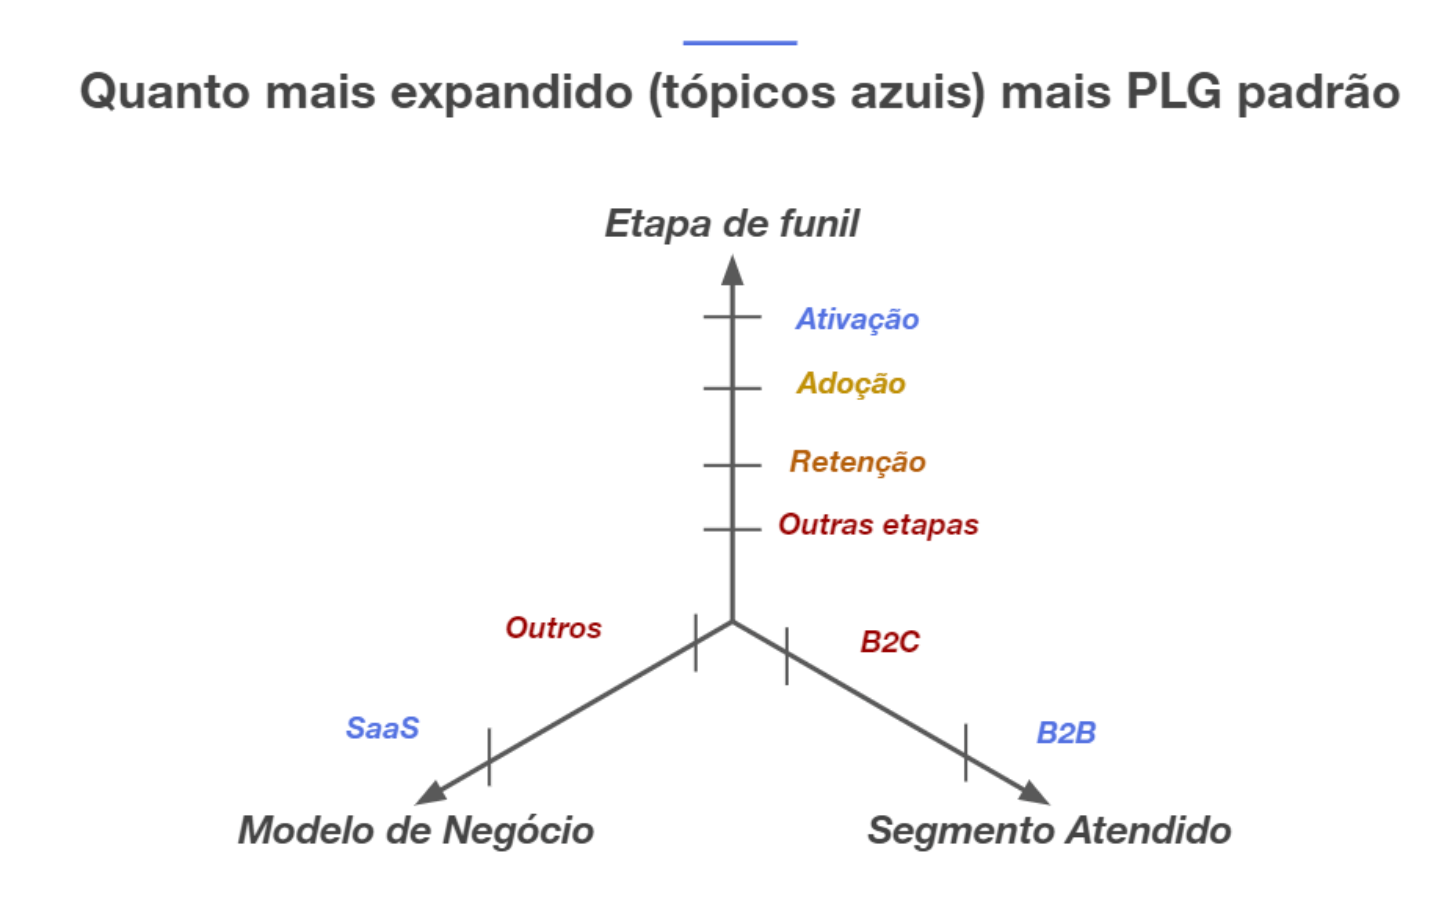 Quanto mais expandido (tópicos azuis) mais PLG padrão
Etapa de funil
Ativação
Adoção
Retenção
Outras etapas
Outros
B2C
SaaS
B2B
Modelo de Negócio
Segmento Atendido